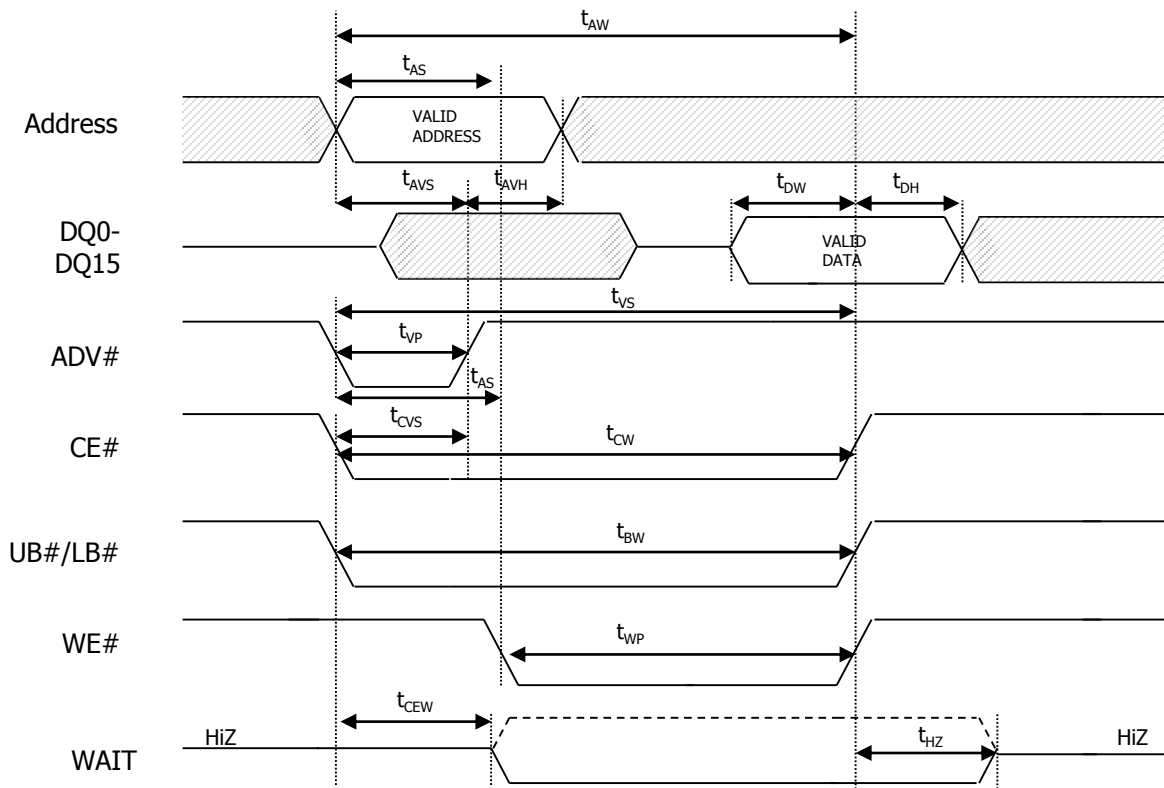 tAW
tAS
Address
VALID
ADDRESS
tAVS
tAVH
tDW
tDH
DQ0-
DQ15
VALID
DATA
tVS
ADV#
tVP
tAS
tCVS
CE#
tCW
UB#/LB#
tBW
WE#
tWP
tCEW
WAIT
HiZ
tHZ
HiZ